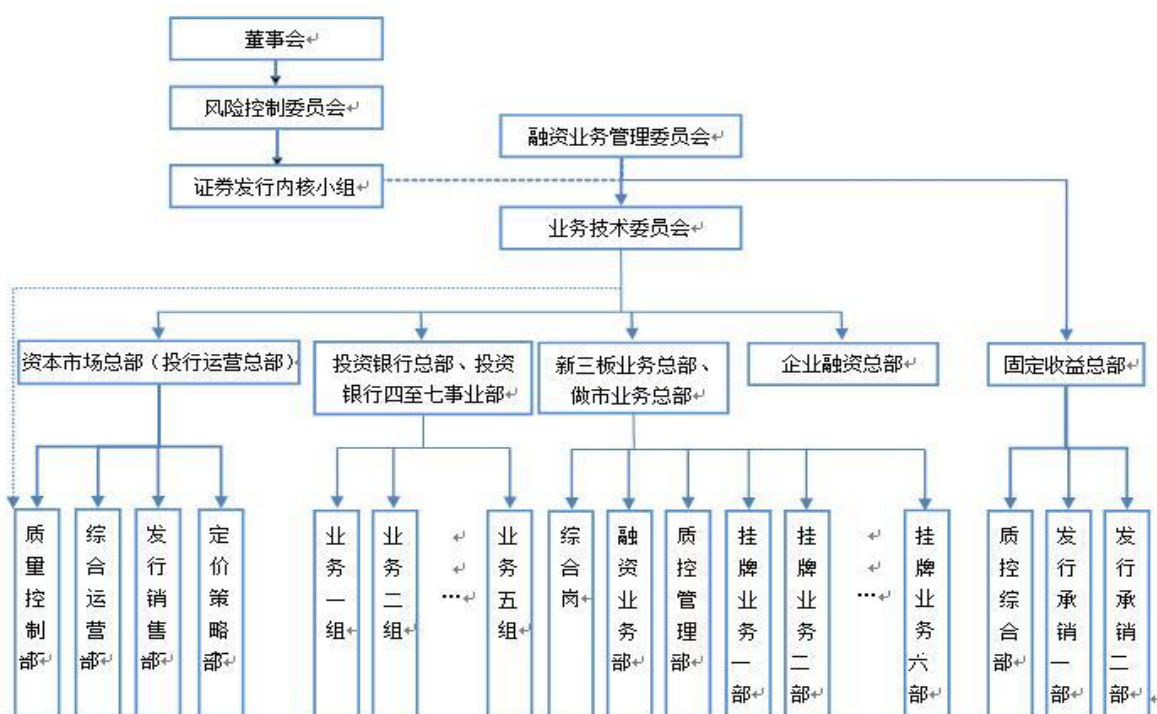 董事会
风险控制委员会
融资业务管理委员会
证券发行内核小组
业务技术委员会
资本市场总部（投行运营总部）
投资银行总部、投资
银行四至七事业部
新三板业务总部、
做市业务总部
企业融资总部
固定收益总部
质量控制部
综合运营部
发行销售部
定价策略部
业务一组
业务二组
…
业务五组
综合岗
融资业务部
质控管理部
挂牌业务一部
挂牌业务二部
…
挂牌业务六部
质控综合部
发行承销一部
发行承销二部